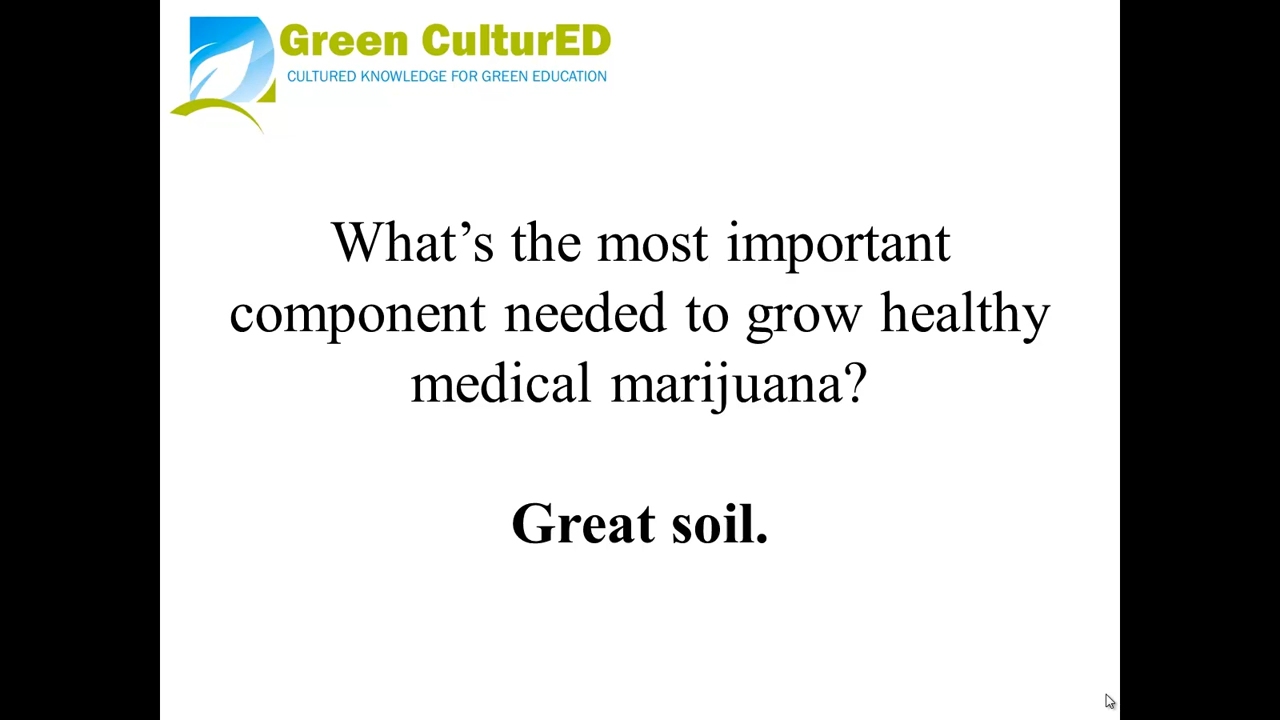 Green CulturED
CULTURED KNOWLEDGE FOR GREEN EDUCATION
What’s the most important
component needed to grow healthy
medical marijuana?
Great soil.